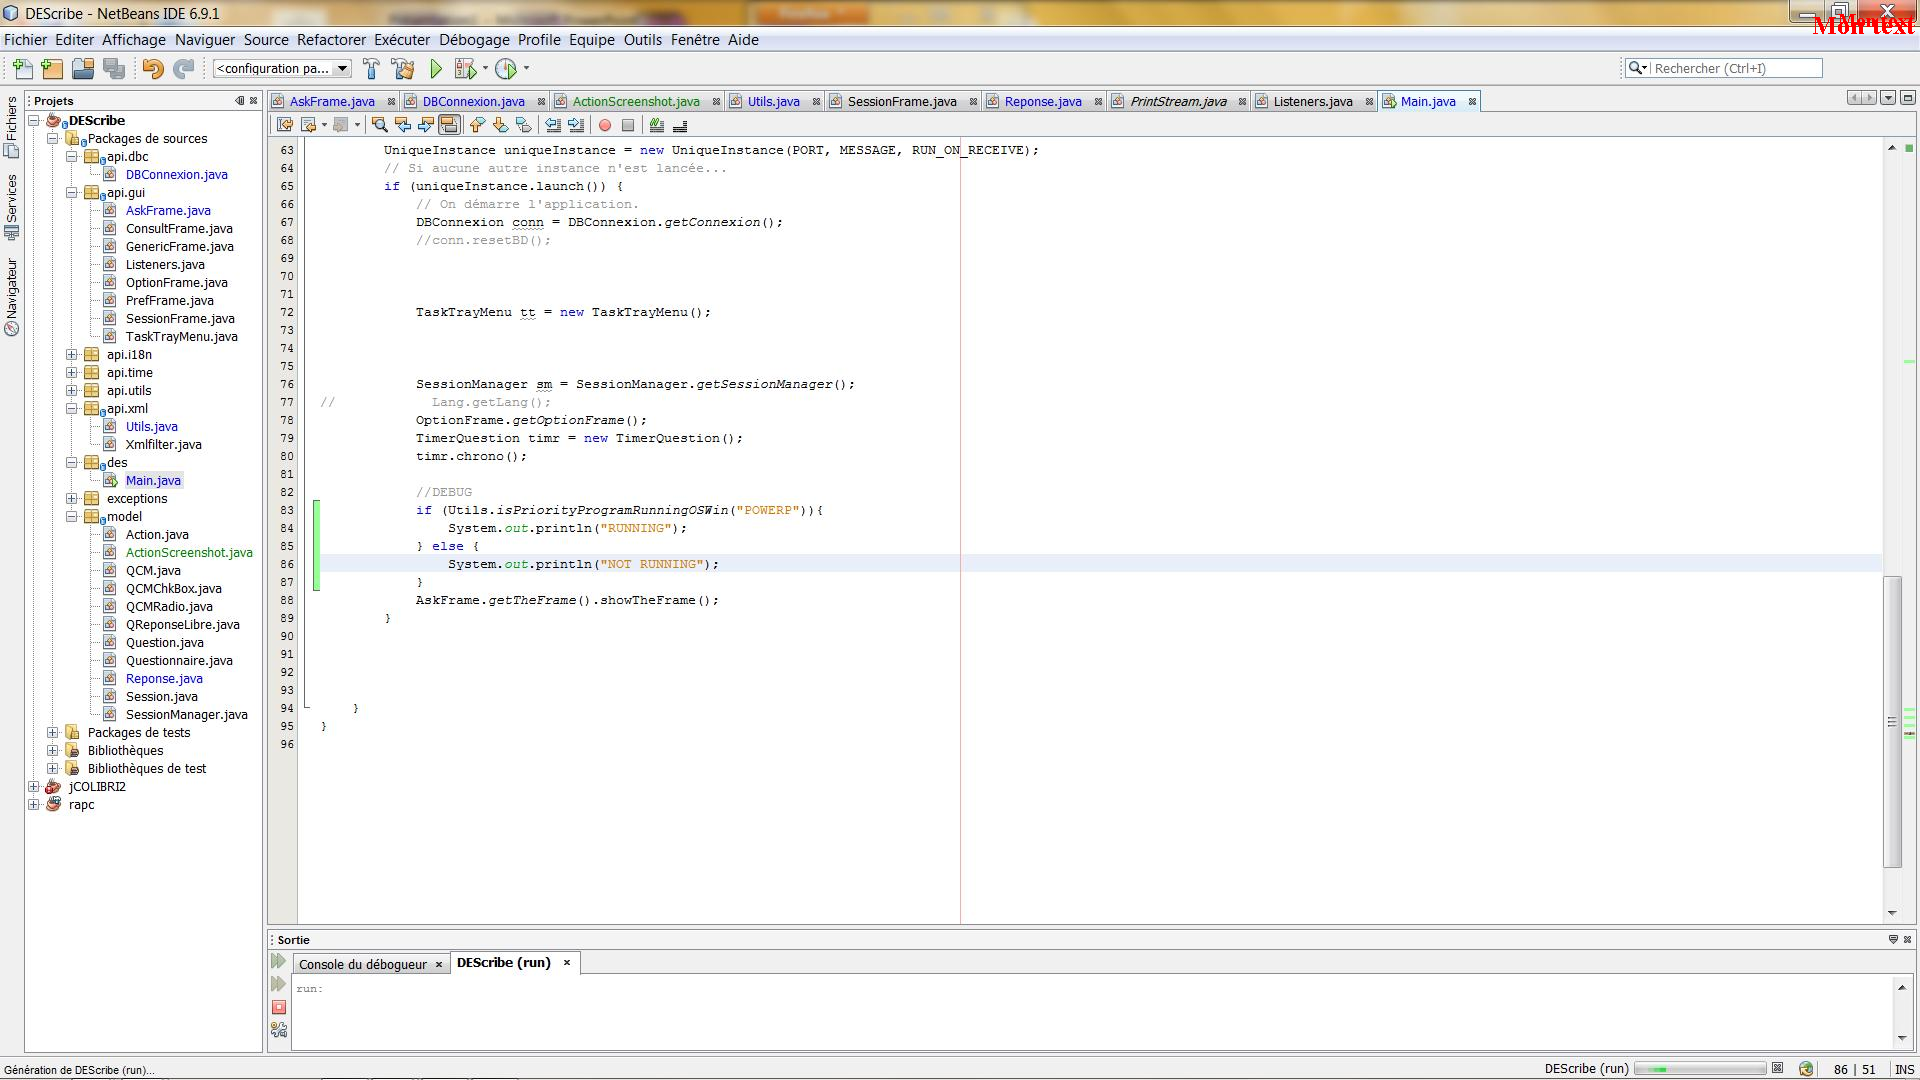 DEScribe - NetBeans IDE 6.9.1
Mon text
Mon text
Fichier Editer Affichage Naviguer Source Refactorer Exécuter Débogage Profile Equipe Outils Fenêtre Aide
<configuration pa...
Rechercher (Ctrl+I)
Fichiers
Services
Navigateur
Projets
DEScribe
Packages de sources
api.dbc
DBConnexion.java
api.gui
AskFrame.java
ConsultFrame.java
GenericFrame.java
Listeners.java
OptionFrame.java
PrefFrame.java
SessionFrame.java
TaskTrayMenu.java
api.i18n
api.time
api.utils
api.xml
Utils.java
Xmlfilter.java
des
Main.java
exceptions
model
Action.java
ActionScreenshot.java
QCM.java
QCMChkBox.java
QCMRadio.java
QReponseLibre.java
Question.java
Questionnaire.java
Reponse.java
Session.java
SessionManager.java
Packages de tests
Bibliothèques
Bibliothèques de test
jCOLIBRI2
rapc
AskFrame.java DBConnexion.java ActionScreenshot.java Utils.java SessionFrame.java Reponse.java PrintStream.java Listeners.java Main.java
63 UniqueInstance uniqueInstance = new UniqueInstance(PORT, MESSAGE, RUN_ON_RECEIVE);
64 // Si aucune autre instance n'est lancée...
65 if (uniqueInstance.launch()) {
66 // On démarre l'application.
67 DBConnexion conn = DBConnexion.getConnexion();
68 //conn.resetBD();
69
70
71
72 TaskTrayMenu tt = new TaskTrayMenu();
73
74
75
76 SessionManager sm = SessionManager.getSessionManager();
77 // Lang.getLang();
78 OptionFrame.getOptionFrame();
79 TimerQuestion timr = new TimerQuestion();
80 timr.chrono();
81
82 //DEBUG
83 if (Utils.isPriorityProgramRunningOSWin("POWERP")){
84 System.out.println("RUNNING");
85 } else {
86 System.out.println("NOT RUNNING");
87 }
88 AskFrame.getTheFrame().showTheFrame();
89 }
90
91
92
93
94 }
95 }
96
Sortie
Console du débogueur DEScribe (run)
run:
Génération de DEScribe (run)...
DEScribe (run)
86 | 51 INS